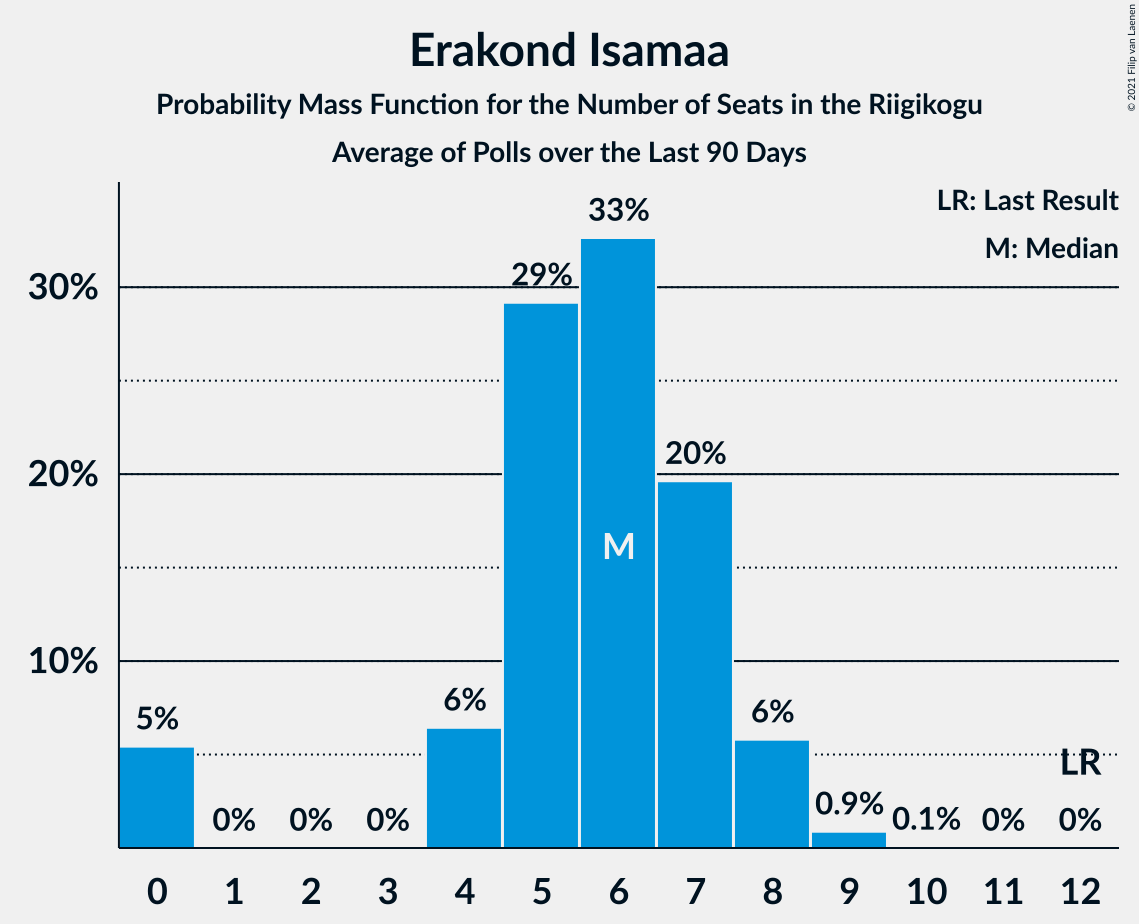 Erakond Isamaa
Probability Mass Function for the Number of Seats in the Riigikogu
Average of Polls over the Last 90 Days
© 2021 Filip van Laenen
LR: Last Result
M: Median
33%
29%
30%
20%
20%
M
10%
6%
6%
5%
LR
0.9%
0%
0%
0%
0.1%
0%
0%
0 1 2 3 4 5 6 7 8 9 10 11 12